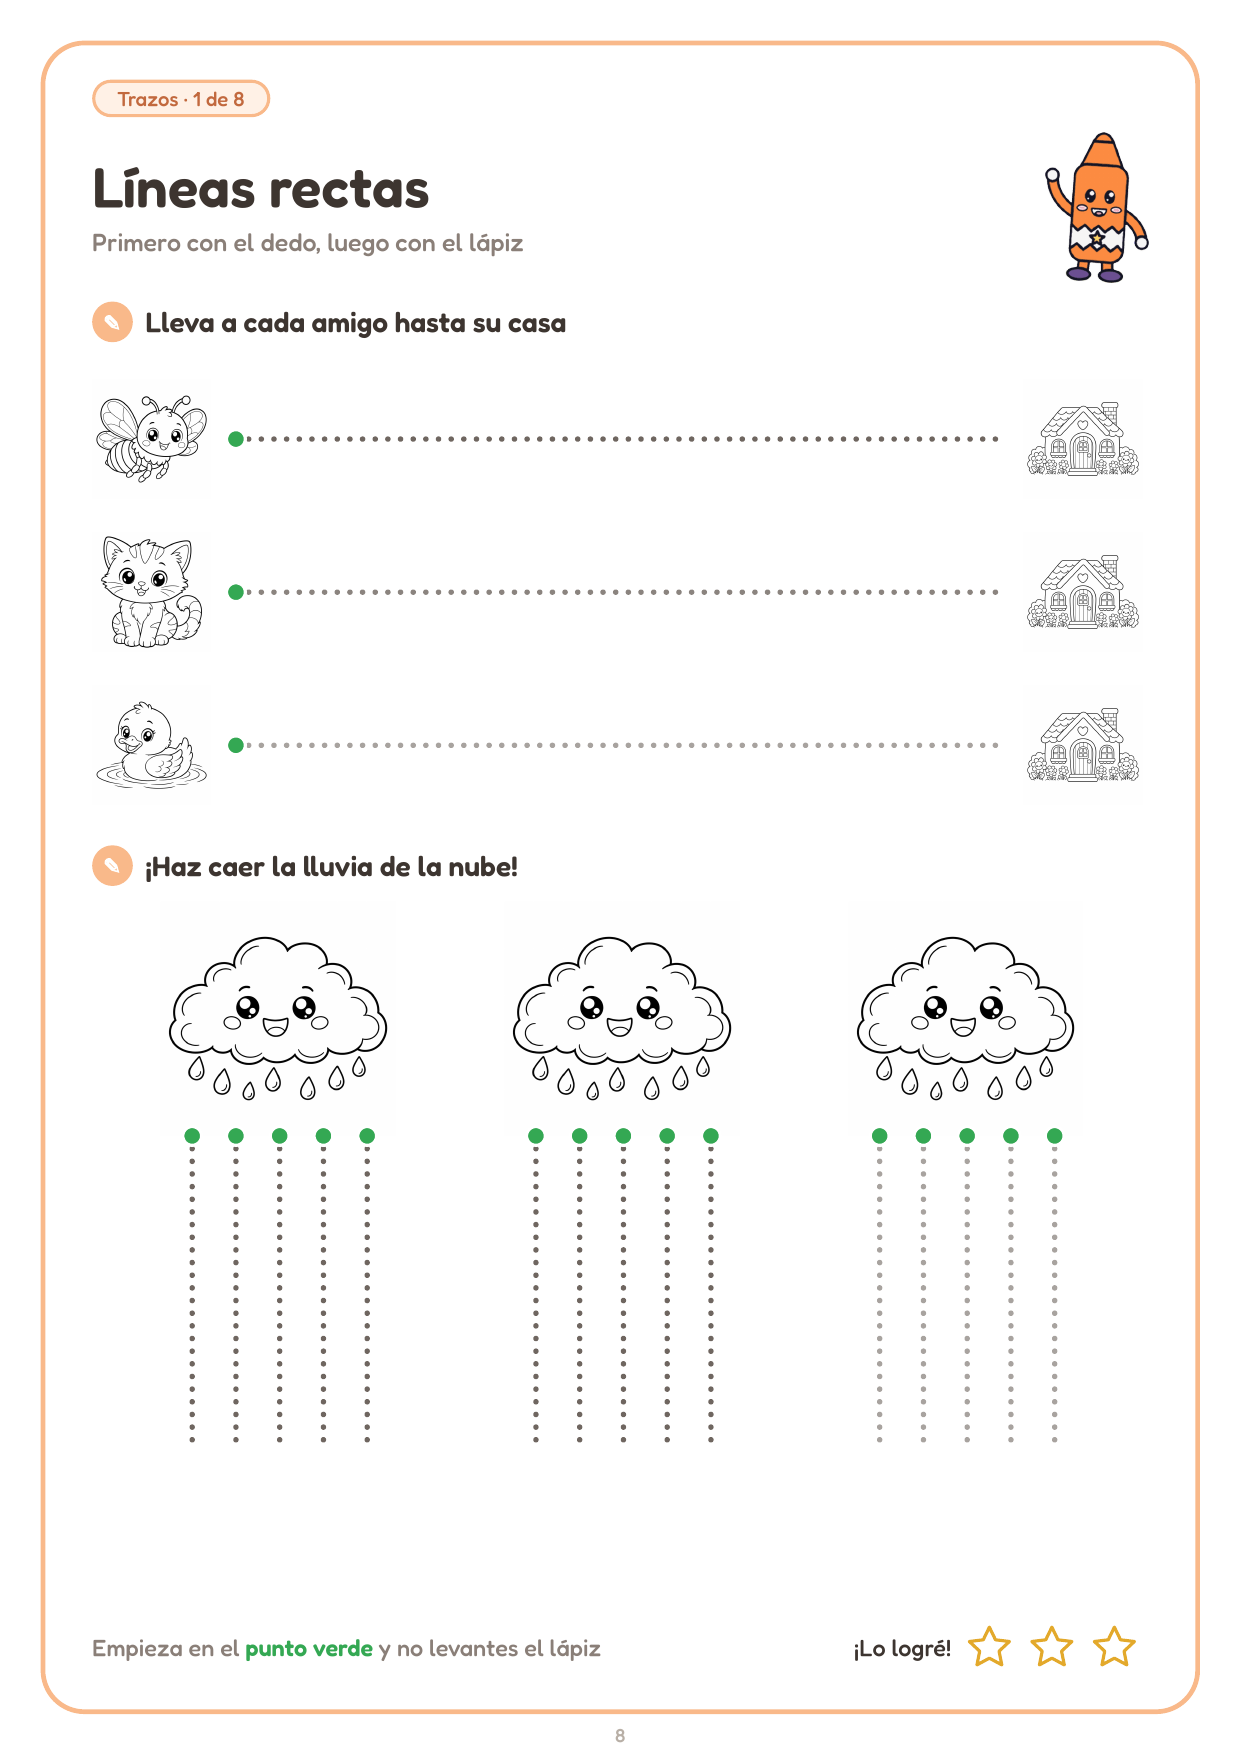 Trazos · 1 de 8
Líneas rectas
Primero con el dedo, luego con el lápiz
Lleva a cada amigo hasta su casa
¡Haz caer la lluvia de la nube!
Empieza en el punto verde y no levantes el lápiz
¡Lo logré!
8